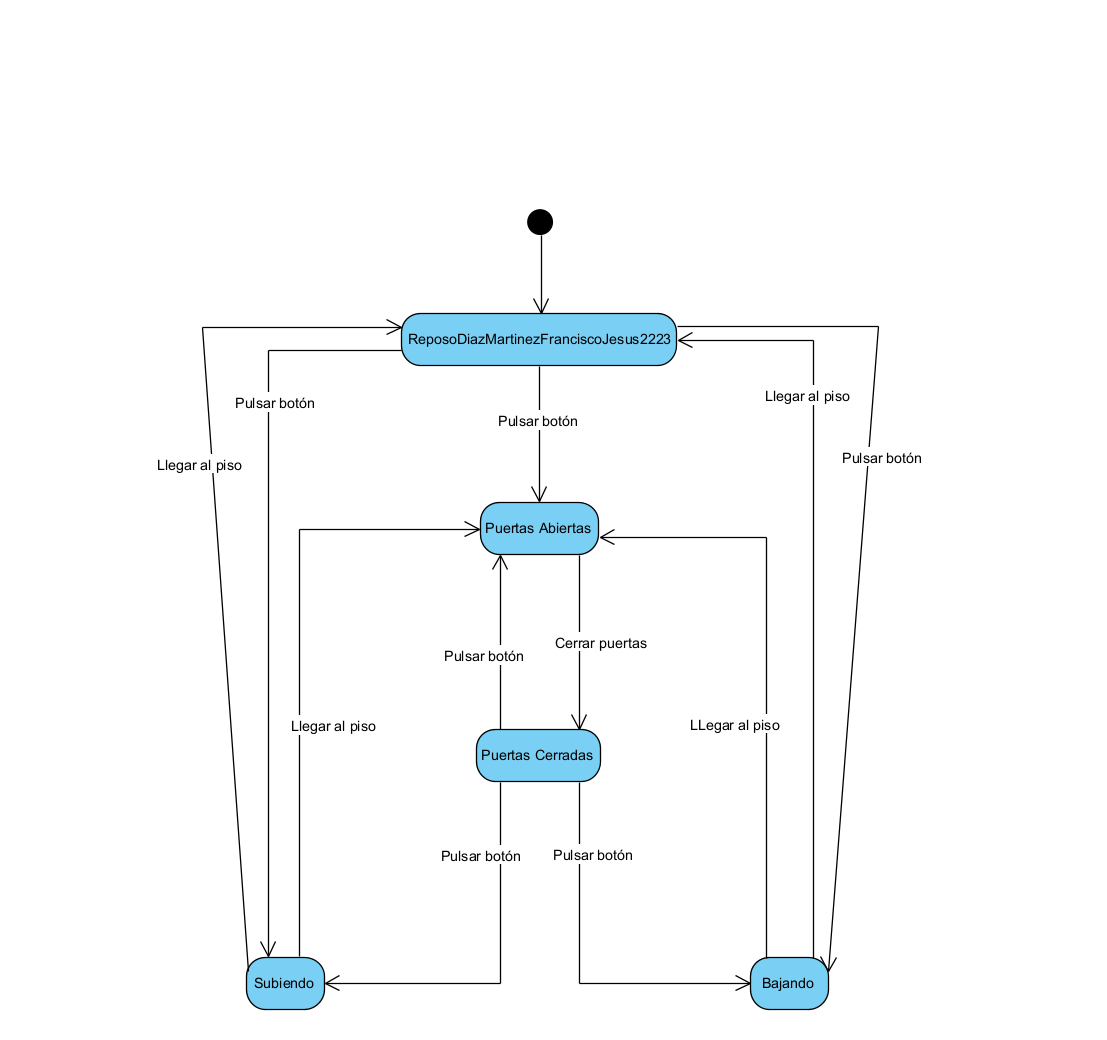 ReposoDiazMartinezFranciscoJesus2223
Llegar al piso
Pulsar botón
Pulsar botón
Pulsar botón
Llegar al piso
Puertas Abiertas
Pulsar botón
Cerrar puertas
Llegar al piso
LLegar al piso
Puertas Cerradas
Pulsar botón
Pulsar botón
Subiendo
Bajando